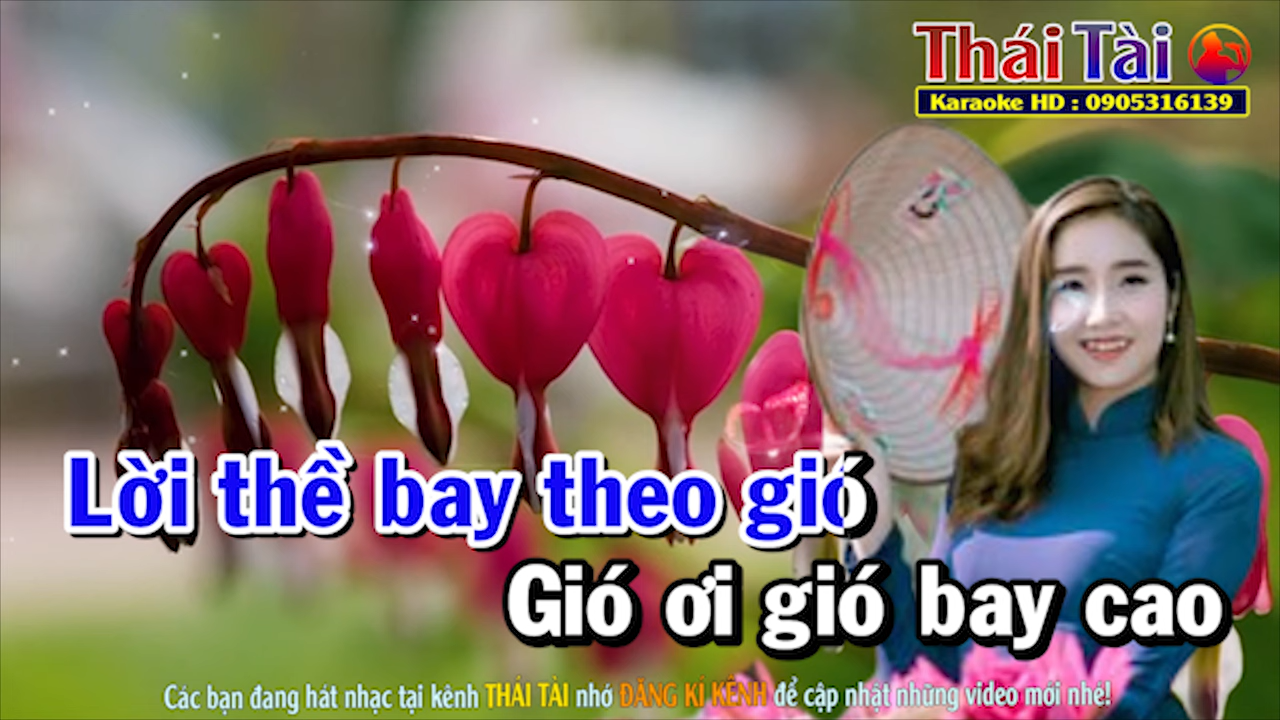 Thái Tài
Karaoke HD : 0905316139
Lời thề bay theo gió
Gió ơi gió bay cao
Các bạn đang hát nhạc tại kênh THÁI TÀI nhớ ĐĂNG KÍ KÊNH để cập nhật những video mới nhé!